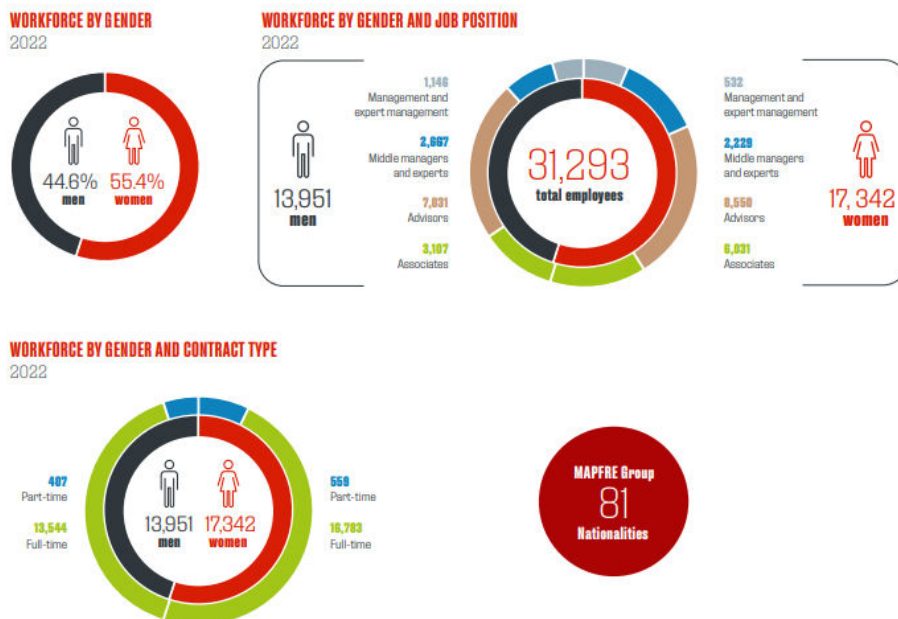 WORKFORCE BY GENDER
2022
44.6%
men
55.4%
women
WORKFORCE BY GENDER AND JOB POSITION
2022
13,951
men
1,146
Management and
expert management
2,667
Middle managers
and experts
7,031
Advisors
3,107
Associates
31,293
total employees
532
Management and
expert management
2,229
Middle managers
and experts
8,550
Advisors
6,031
Associates
17, 342
women
WORKFORCE BY GENDER AND CONTRACT TYPE
2022
407
Part-time
13,544
Full-time
13,951
men
17,342
women
559
Part-time
16,783
Full-time
MAPFRE Group
81
Nationalities